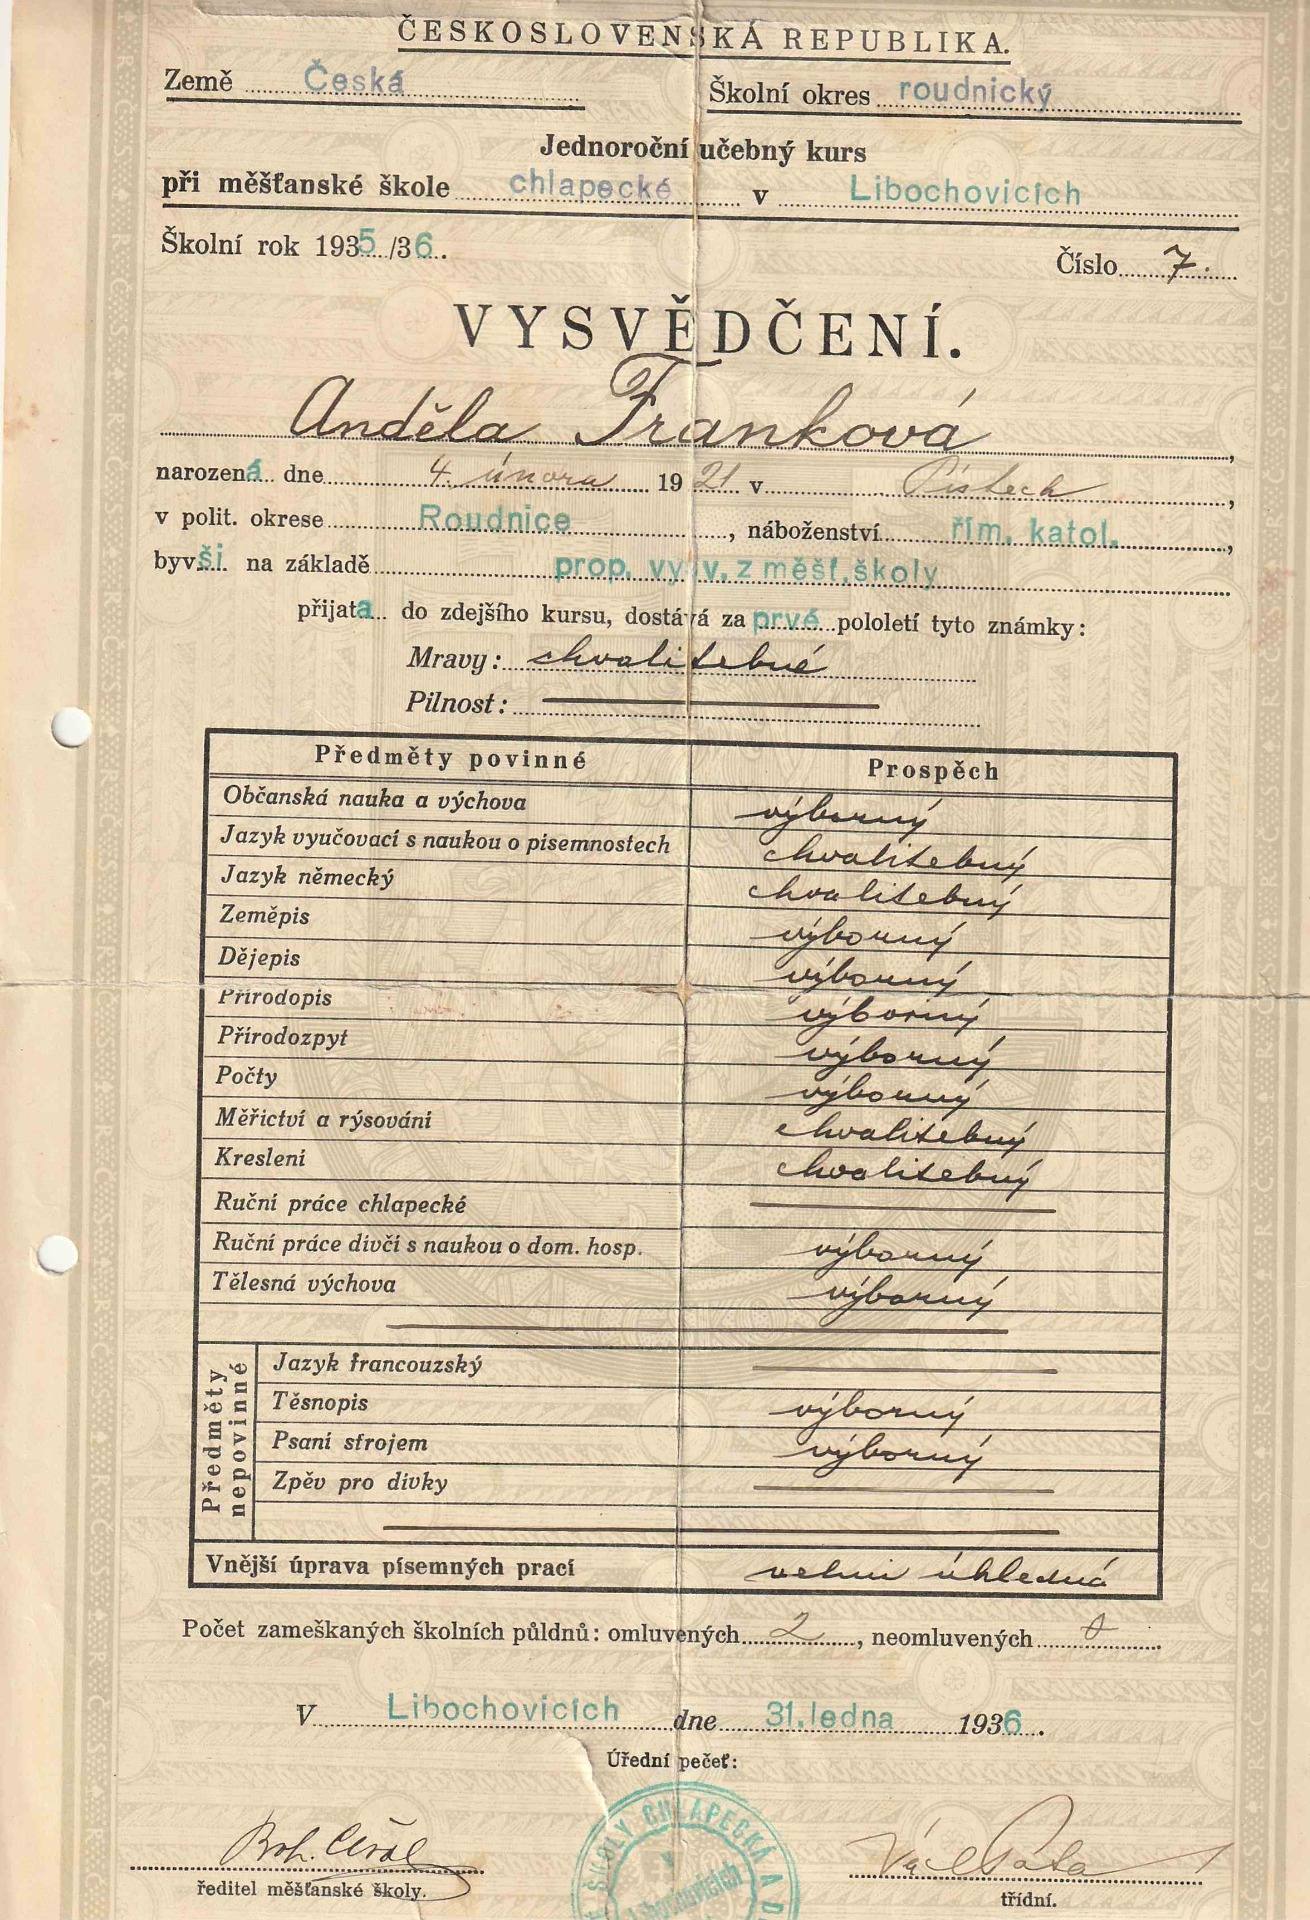 ČESKOSLOVENSKÁ REPUBLIKA.
Země Česká Školní okres roudnický
Jednoroční učebný kurs
při měšťanské škole chlapecké v Libochovicích
Školní rok 1935/36.
Číslo 7.
VYSVĚDČENÍ.
Anděla Franková,
narozená dne 4. února 1921 v Pístech,
v polit. okrese Roudnice, náboženství řím. katol.,
byvší na základě prop. vysv. z měšť. školy
přijata do zdejšího kursu, dostává za prvé pololetí tyto známky:
Mravy: chvalitebné
Pilnost:
Předměty povinné Prospěch
Občanská nauka a výchova výborný
Jazyk vyučovací s naukou o písemnostech chvalitebný
Jazyk německý chvalitebný
Zeměpis výborný
Dějepis výborný
Přírodopis výborný
Přírodozpyt výborný
Počty výborný
Měřictví a rýsování chvalitebný
Kreslení chvalitebný
Ruční práce chlapecké
Ruční práce dívčí s naukou o dom. hosp. výborný
Tělesná výchova výborný
Předměty nepovinné
Jazyk francouzský
Těsnopis výborný
Psaní strojem výborný
Zpěv pro dívky
Vnější úprava písemných prací velmi úhledná
Počet zameškaných školních půldnů: omluvených 2, neomluvených 0.
V Libochovicích dne 31. ledna 1936.
Úřední pečeť:
ŠKOLY CHLAPECKÁ A
Libochovicích
Boh.
ředitel měšťanské školy.
třídní.